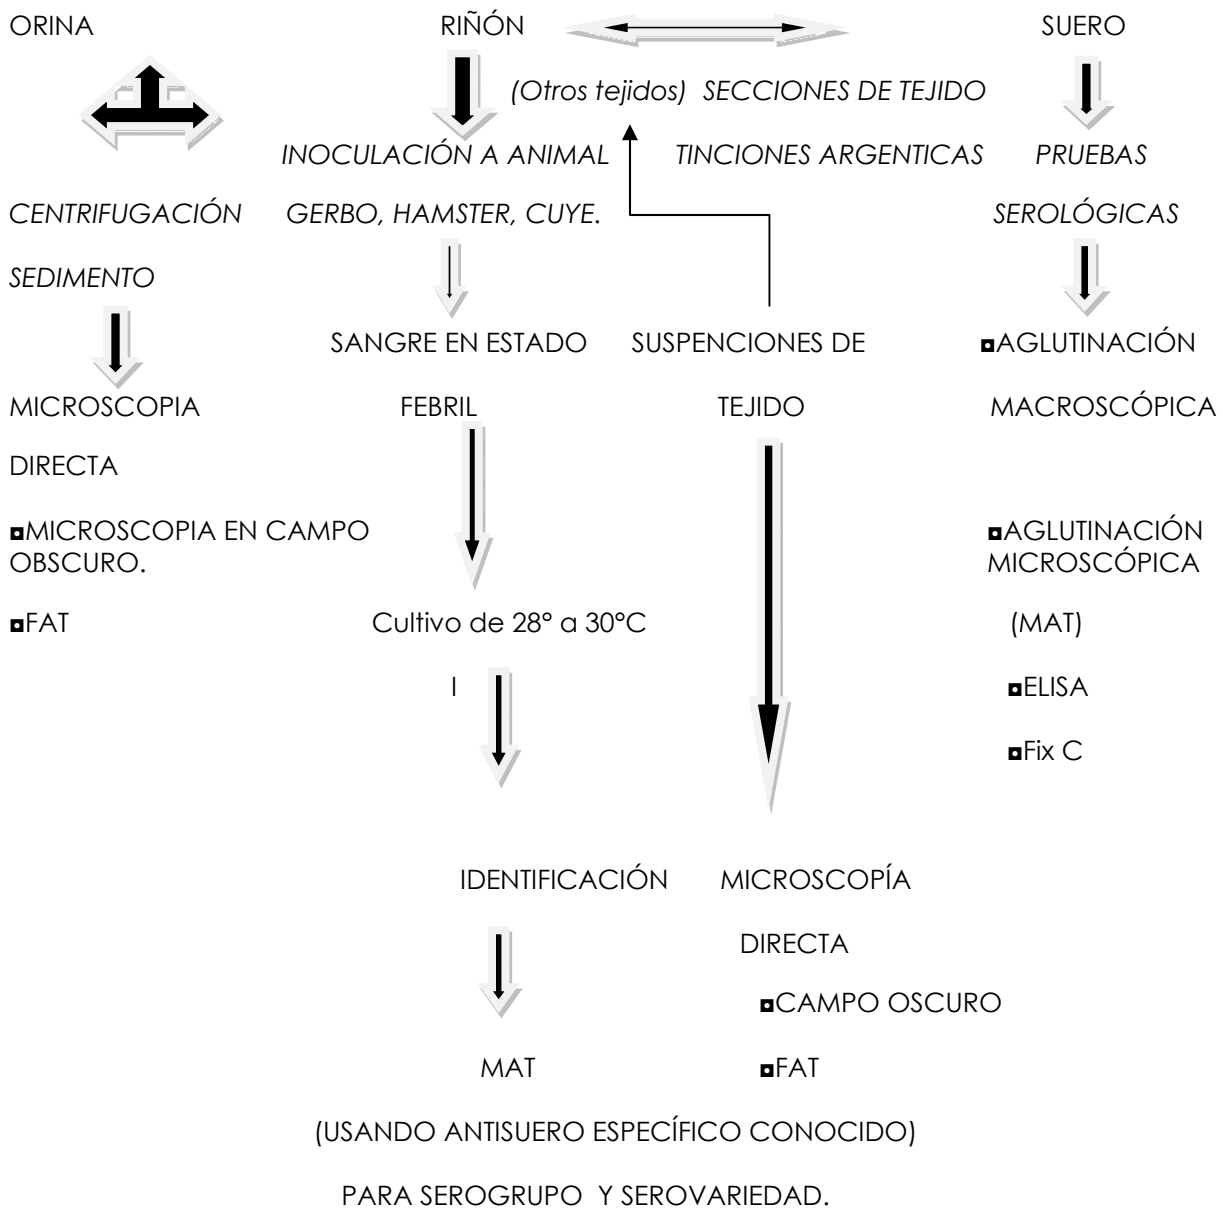 ORINA RIÑÓN SUERO
(Otros tejidos) SECCIONES DE TEJIDO
INOCULACIÓN A ANIMAL TINCIONES ARGENTICAS PRUEBAS
CENTRIFUGACIÓN GERBO, HAMSTER, CUYE. SEROLÓGICAS
SEDIMENTO
SANGRE EN ESTADO SUSPENCIONES DE ◘AGLUTINACIÓN
MICROSCOPIA FEBRIL TEJIDO MACROSCÓPICA
DIRECTA
◘MICROSCOPIA EN CAMPO ◘AGLUTINACIÓN
OBSCURO. MICROSCÓPICA
◘FAT Cultivo de 28° a 30°C (MAT)
I ◘ELISA
◘Fix C
IDENTIFICACIÓN MICROSCOPÍA
DIRECTA
◘CAMPO OSCURO
MAT ◘FAT
(USANDO ANTISUERO ESPECÍFICO CONOCIDO)
PARA SEROGRUPO Y SEROVARIEDAD.